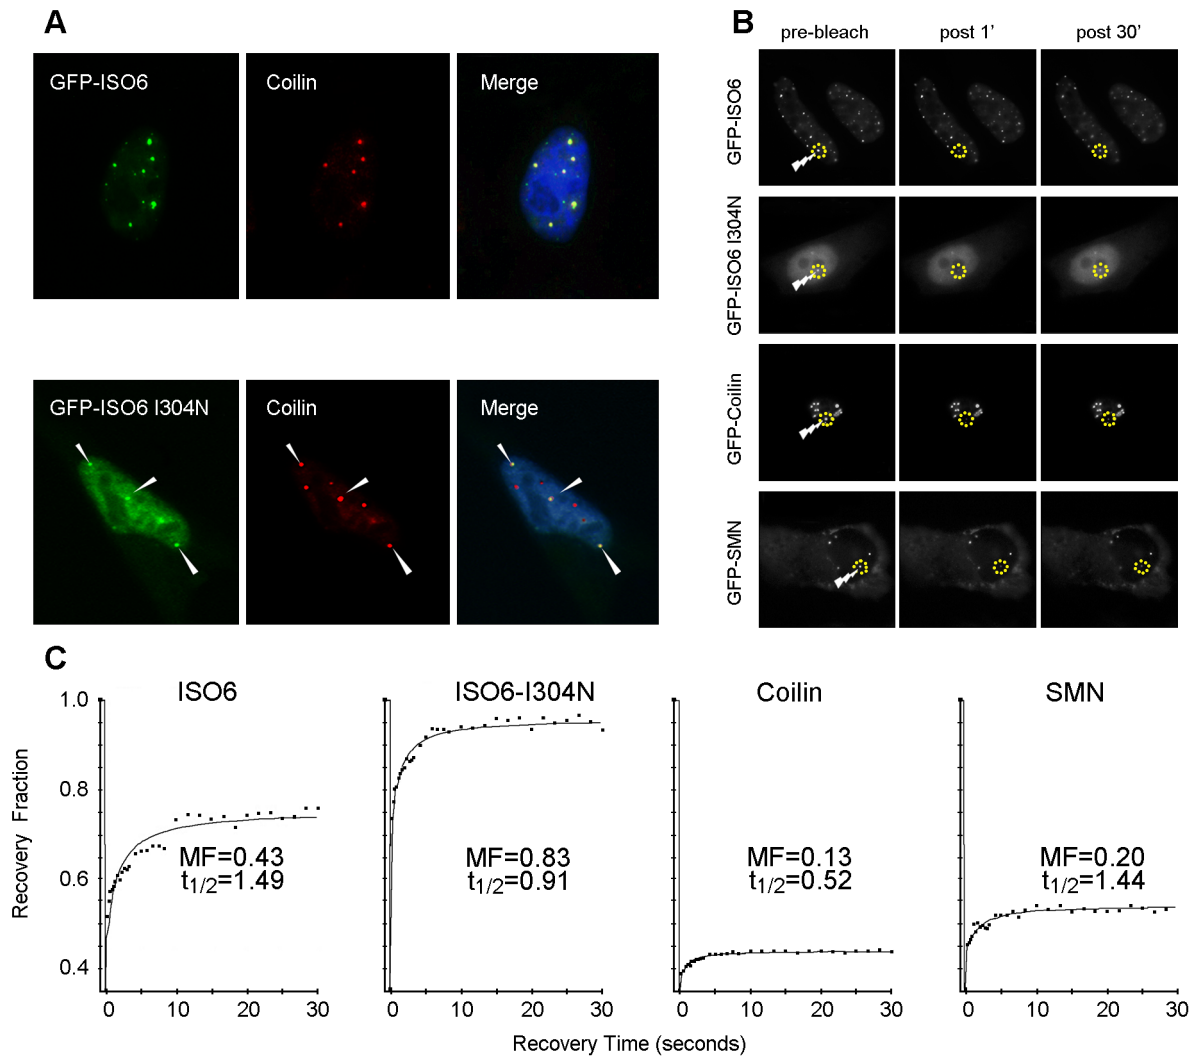 A
GFP-ISO6
Coilin
Merge
GFP-ISO6 I304N
Coilin
Merge
B
pre-bleach
post 1'
post 30'
GFP-ISO6
GFP-ISO6 I304N
GFP-Coilin
GFP-SMN
C
ISO6
ISO6-I304N
Coilin
SMN
Recovery Fraction
1.0
0.8
0.6
0.4
MF=0.43
t1/2=1.49
MF=0.83
t1/2=0.91
MF=0.13
t1/2=0.52
MF=0.20
t1/2=1.44
0 10 20 30
0 10 20 30
0 10 20 30
0 10 20 30
Recovery Time (seconds)